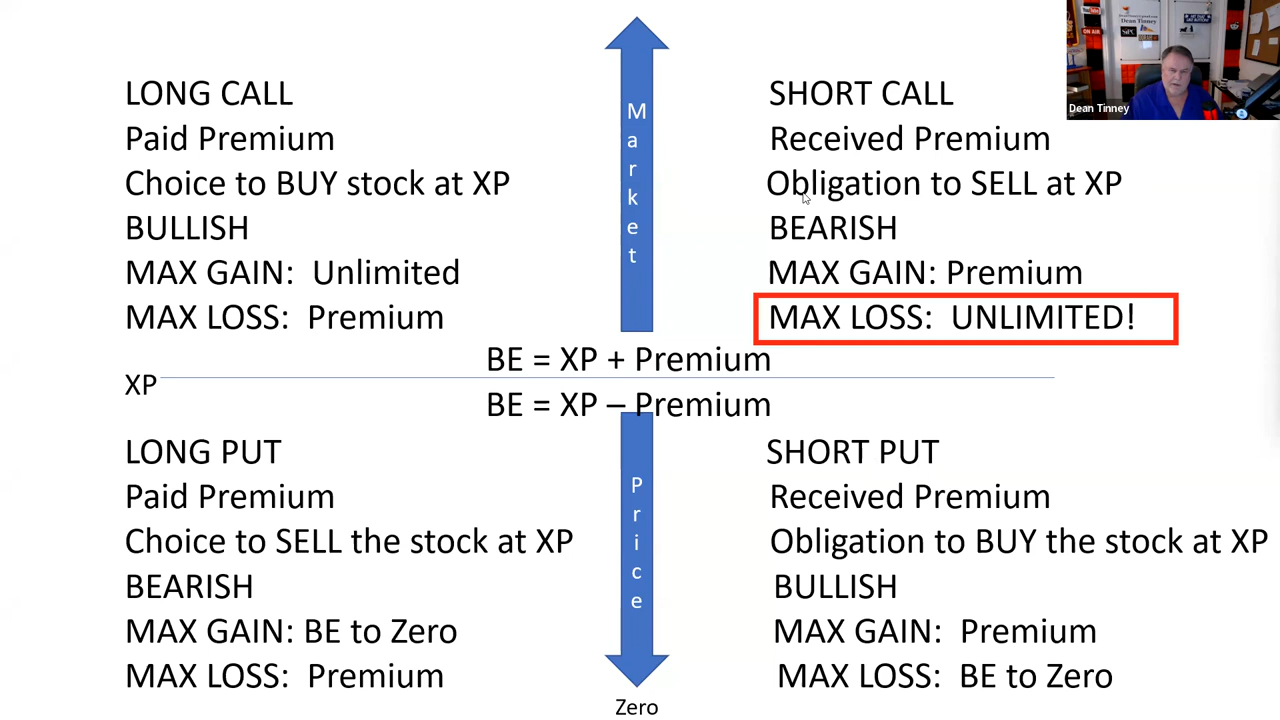 LONG CALL
Paid Premium
Choice to BUY stock at XP
BULLISH
MAX GAIN: Unlimited
MAX LOSS: Premium
Market
SHORT CALL
Received Premium
Obligation to SELL at XP
BEARISH
MAX GAIN: Premium
MAX LOSS: UNLIMITED!
Dean Tinney
BE = XP + Premium
XP
BE = XP – Premium
LONG PUT
Paid Premium
Choice to SELL the stock at XP
BEARISH
MAX GAIN: BE to Zero
MAX LOSS: Premium
Price
Zero
SHORT PUT
Received Premium
Obligation to BUY the stock at XP
BULLISH
MAX GAIN: Premium
MAX LOSS: BE to Zero